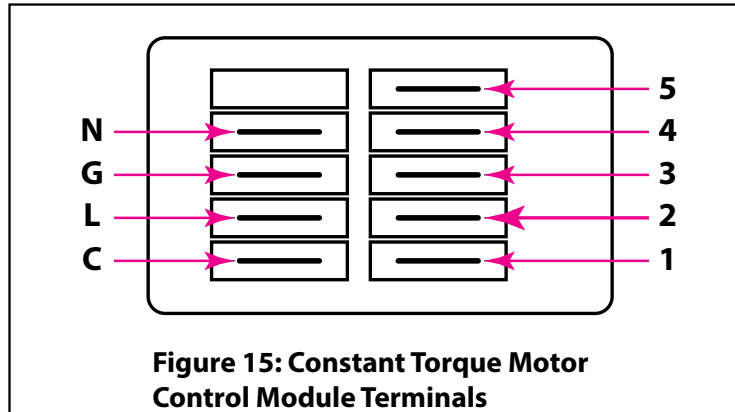 5
N 4
G 3
L 2
C 1
Figure 15: Constant Torque Motor
Control Module Terminals